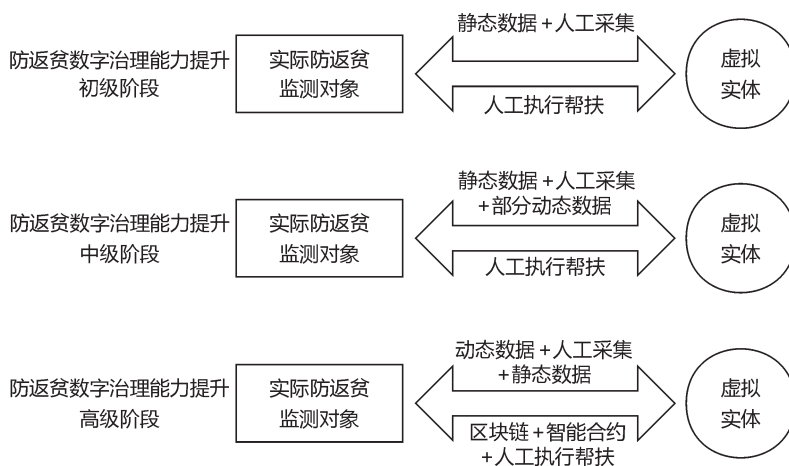 防返贫数字治理能力提升
初级阶段
实际防返贫
监测对象
静态数据+人工采集
人工执行帮扶
虚拟
实体
防返贫数字治理能力提升
中级阶段
实际防返贫
监测对象
静态数据+人工采集
+部分动态数据
人工执行帮扶
虚拟
实体
防返贫数字治理能力提升
高级阶段
实际防返贫
监测对象
动态数据+人工采集
+静态数据
区块链+智能合约
+人工执行帮扶
虚拟
实体